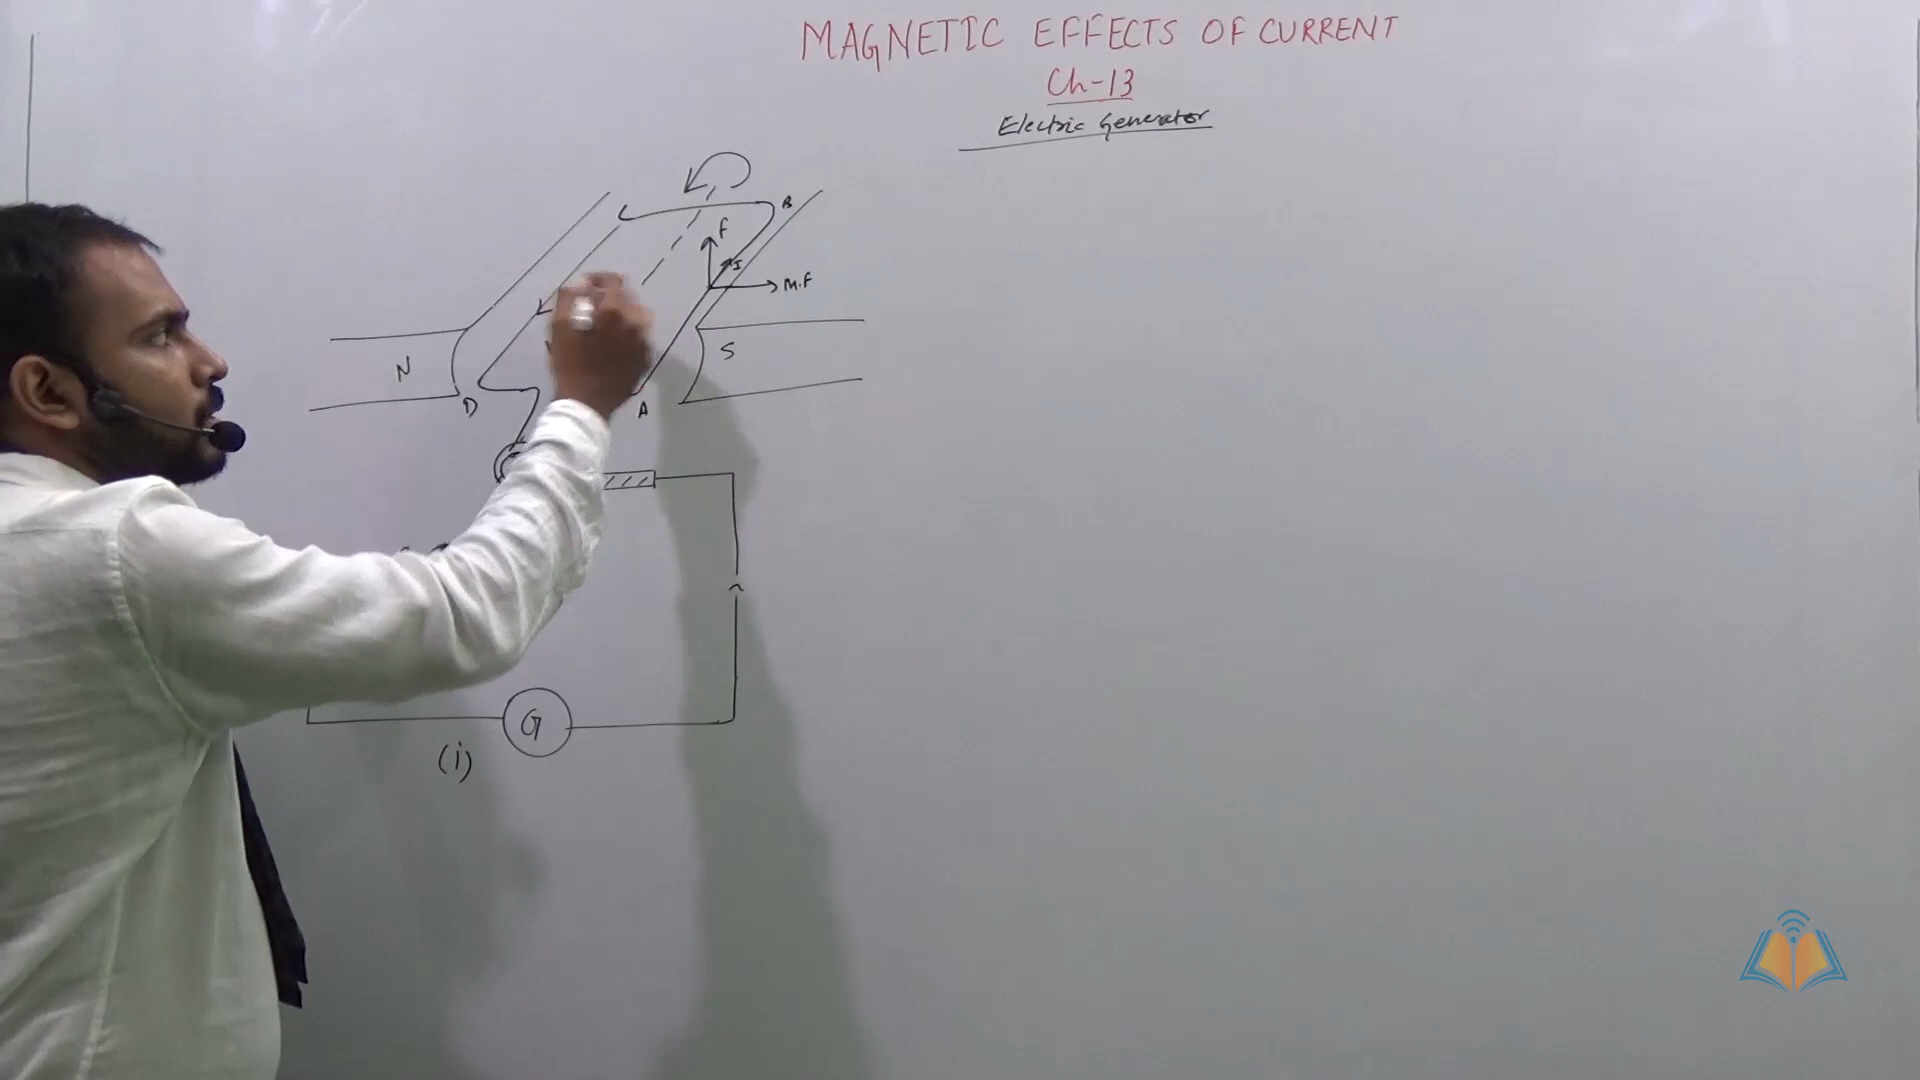 MAGNETIC EFFECTS OF CURRENT
Ch-13
Electric Generator
B
F
I
M.F
N
S
D
A
G
(i)